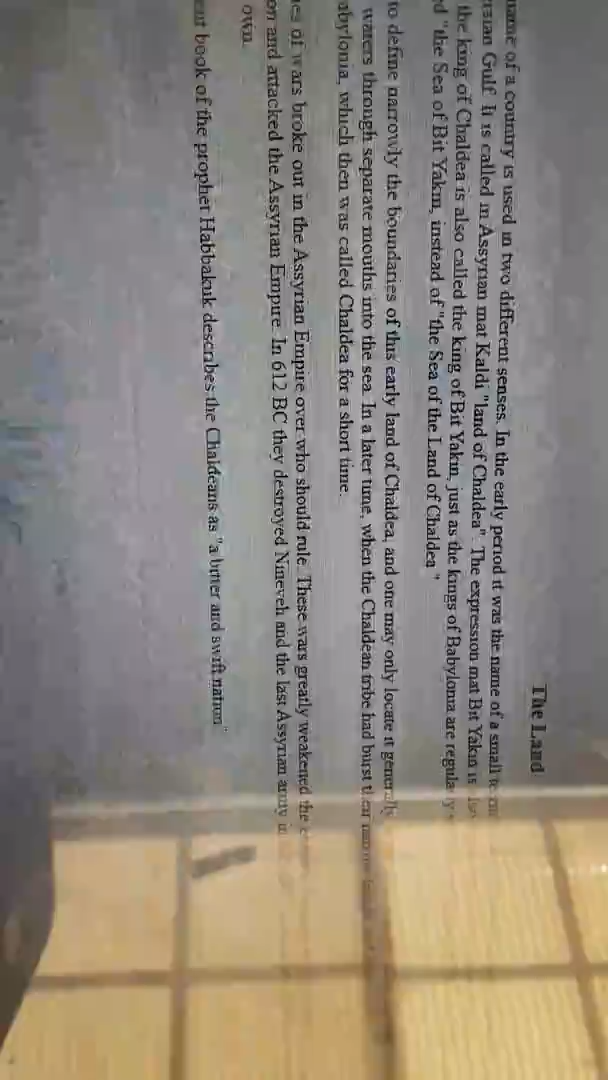 The Land
name of a country is used in two different senses. In the early period it was the name of a small
Gulf. It is called in Assyrian mat Kaldi "land of Chaldea". The expression mat Bit Yakin is
the king of Chaldea is also called the king of Bit Yakin, just as the kings of Babylonia are regularly
"the Sea of Bit Yakin, instead of "the Sea of the Land of Chaldea."
to define narrowly the boundaries of this early land of Chaldea, and one may only locate it generally
waters through separate mouths into the sea. In a later time, when the Chaldean tribe had burst their
which then was called Chaldea for a short time.
of wars broke out in the Assyrian Empire over who should rule. These wars greatly weakened the
on and attacked the Assyrian Empire. In 612 BC they destroyed Nineveh and the last Assyrian army
own.
book of the prophet Habbakuk describes the Chaldeans as "a bitter and swift nation"